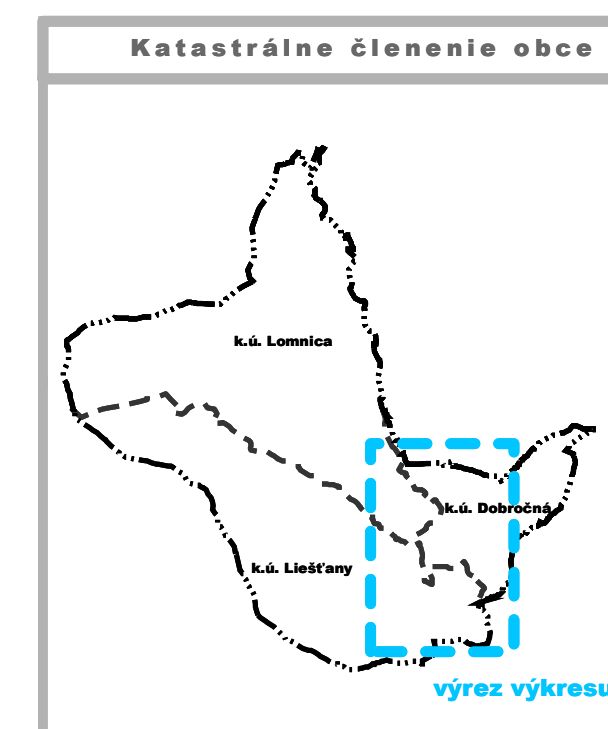 Katastrálne členenie obce
k.ú. Lomnica
k.ú. Dobročná
k.ú. Liešťany
výrez výkresu